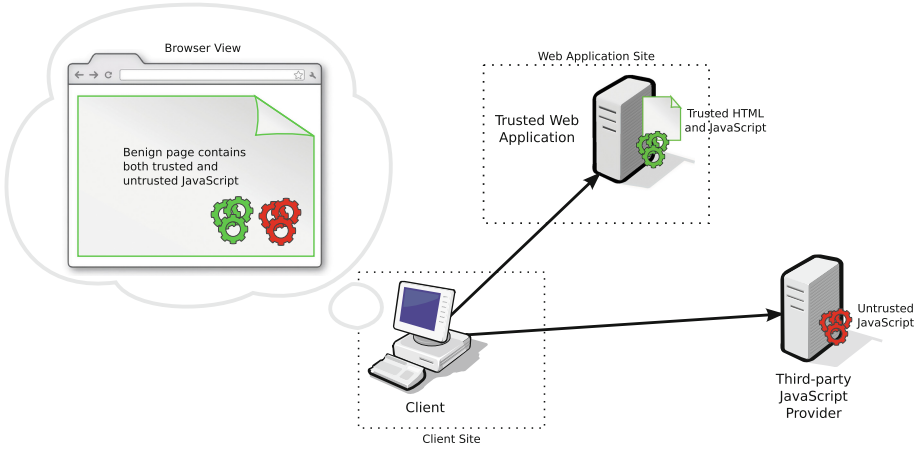 Browser View
Benign page contains
both trusted and
untrusted JavaScript
Web Application Site
Trusted Web
Application
Trusted HTML
and JavaScript
Untrusted
JavaScript
Third-party
JavaScript
Provider
Client
Client Site